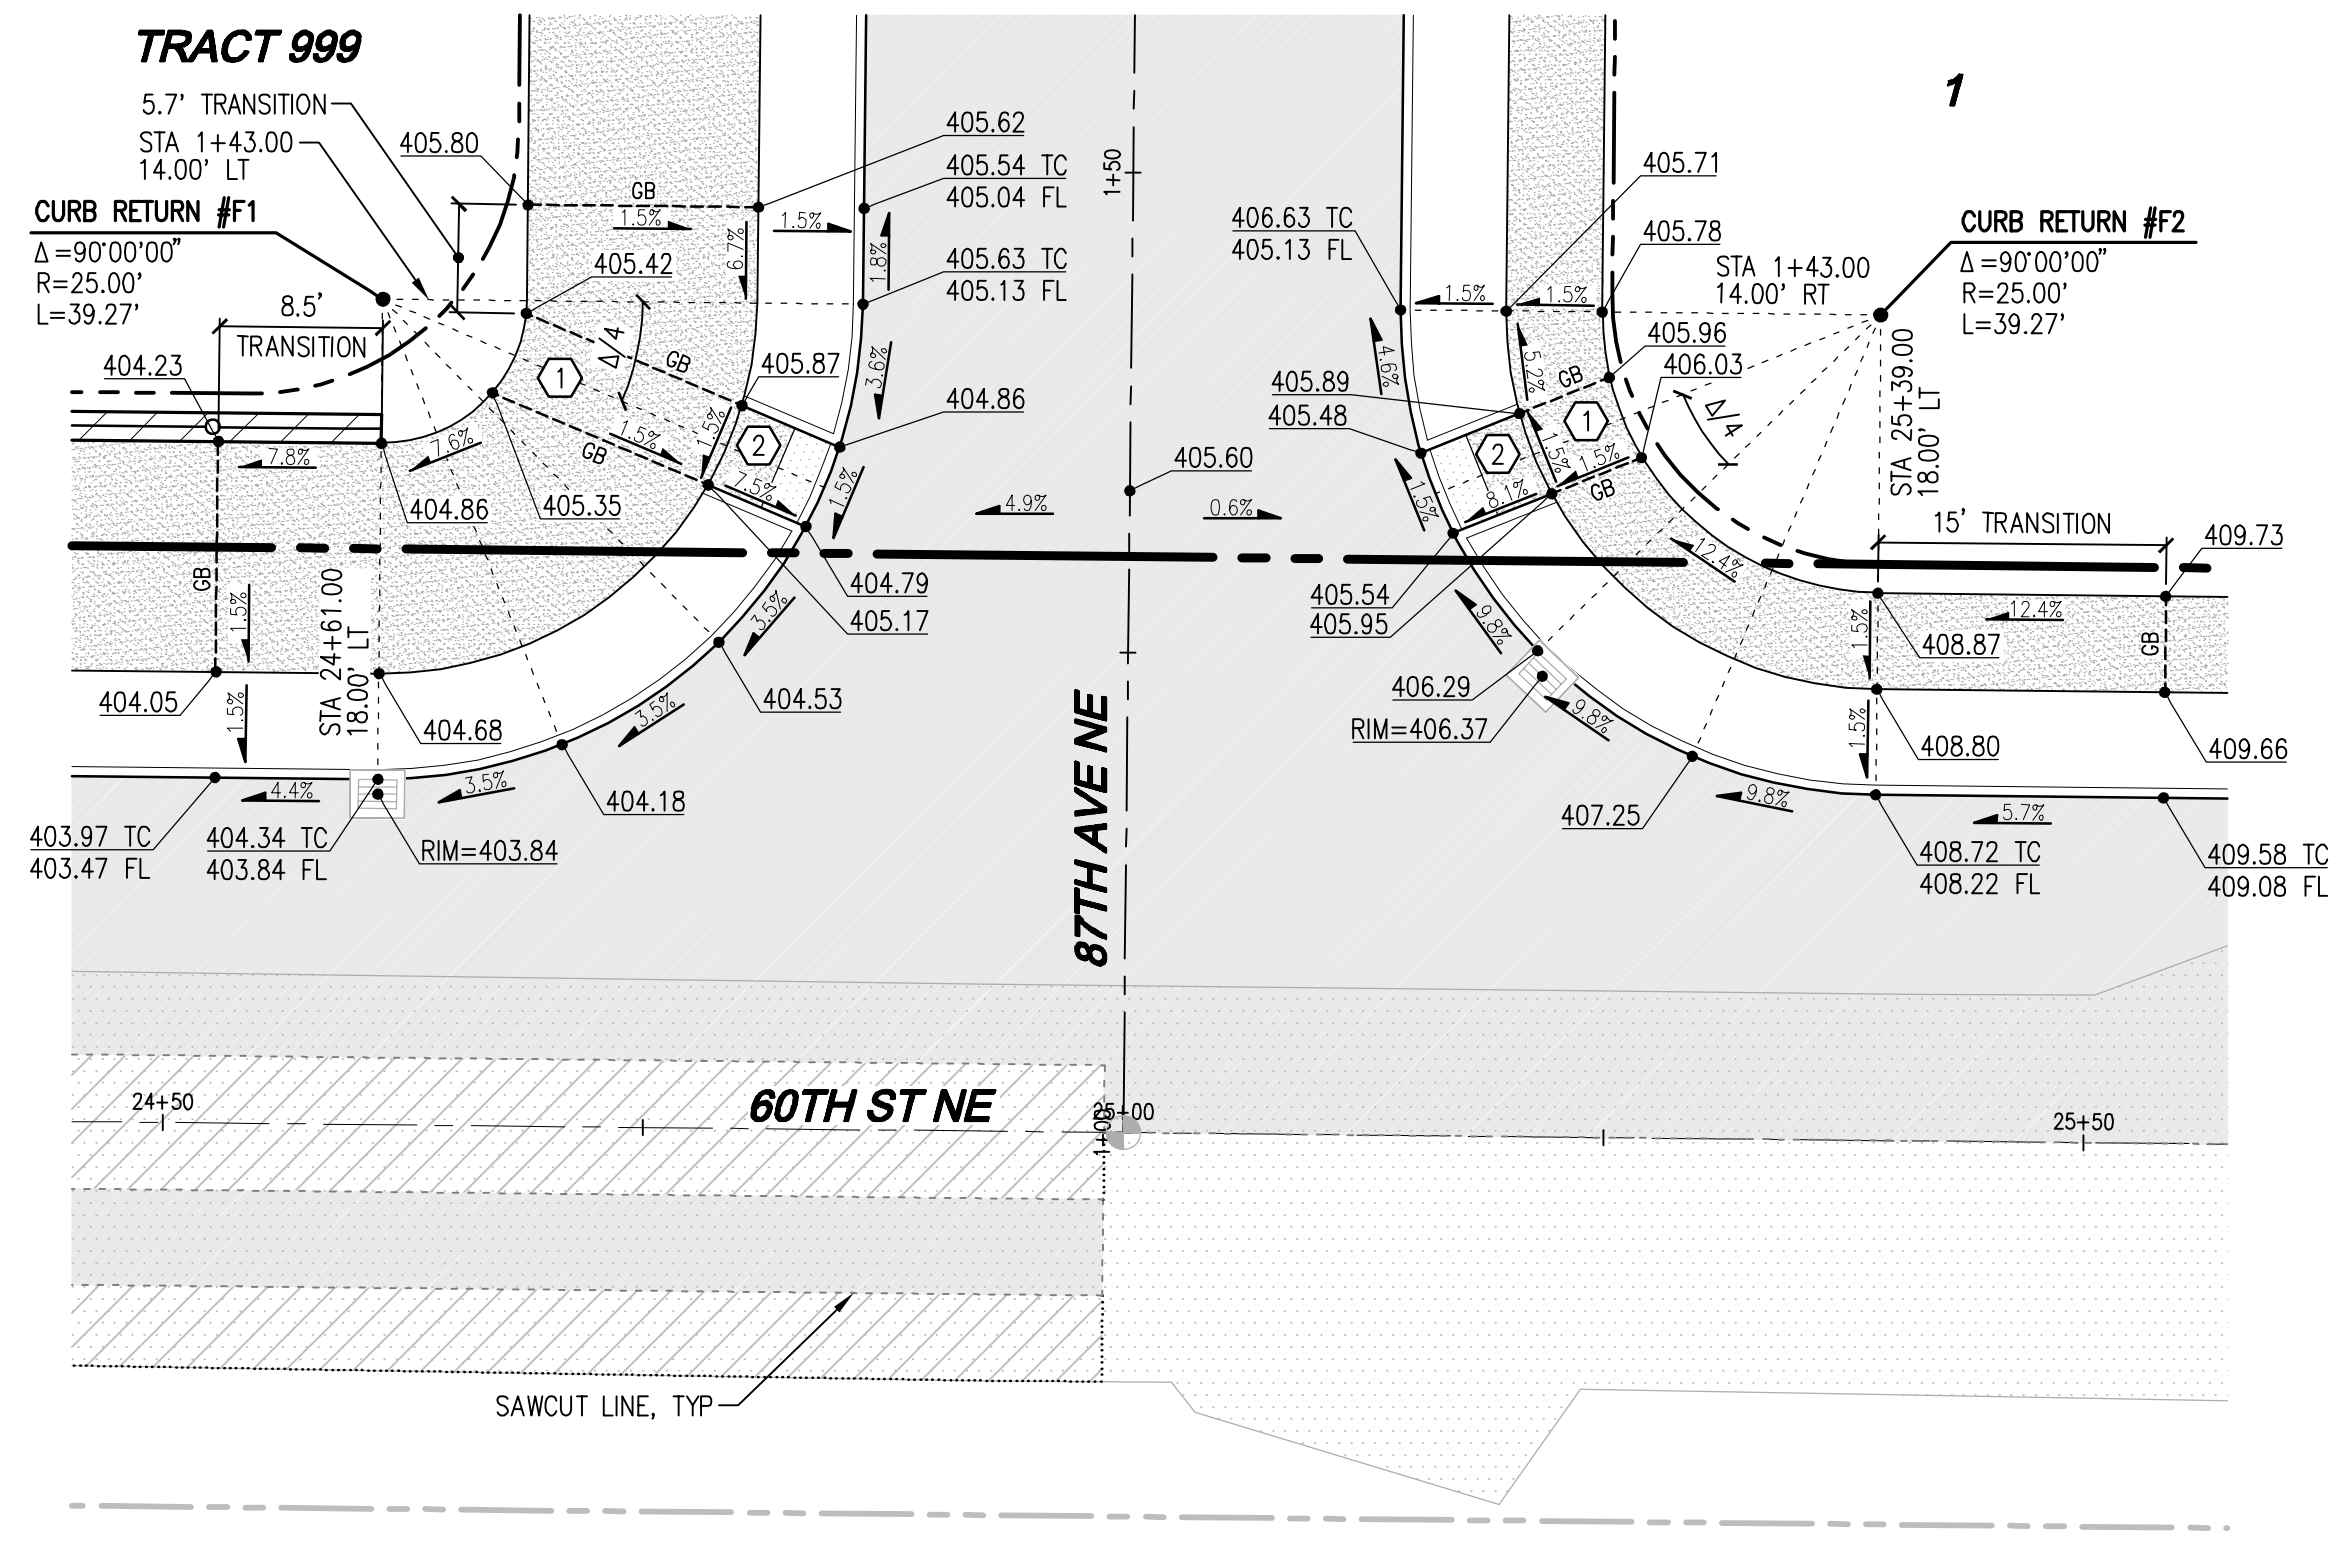 TRACT 999
5.7' TRANSITION
STA 1+43.00
14.00' LT
CURB RETURN #F1
Δ=90°00'00"
R=25.00'
L=39.27'
8.5'
TRANSITION
404.23
405.80
GB
1.5%
1.5%
6.7%
1.8%
405.62
405.54 TC
405.04 FL
405.63 TC
405.13 FL
405.42
Δ/4
GB
1
405.87
3.6%
404.86
2
1.5%
1.5%
7.5%
1.5%
GB
7.6%
7.8%
404.86
405.35
GB
1.5%
STA 24+61.00
18.00' LT
404.79
405.17
3.5%
404.53
3.5%
404.05
1.5%
404.68
3.5%
404.18
4.4%
403.97 TC
403.47 FL
404.34 TC
403.84 FL
RIM=403.84
1+50
405.60
4.9%
0.6%
87TH AVE NE
1
406.63 TC
405.13 FL
405.71
405.78
1.5%
1.5%
STA 1+43.00
14.00' RT
CURB RETURN #F2
Δ=90°00'00"
R=25.00'
L=39.27'
405.96
406.03
4.6%
5.2%
GB
405.89
405.48
1
2
Δ/4
1.5%
1.5%
1.5%
8.1%
GB
STA 25+39.00
18.00' LT
15' TRANSITION
409.73
12.4%
12.4%
405.54
405.95
9.8%
1.5%
GB
408.87
406.29
RIM=406.37
9.8%
1.5%
408.80
409.66
407.25
9.8%
5.7%
408.72 TC
408.22 FL
409.58 TC
409.08 FL
24+50
60TH ST NE
25+00
1+00
25+50
SAWCUT LINE, TYP